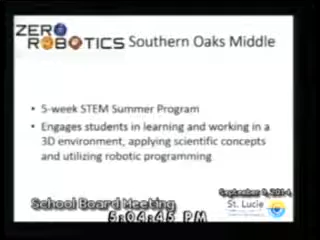 ZERO
ROBOTICS Southern Oaks Middle
• 5-week STEM Summer Program
• Engages students in learning and working in a
3D environment, applying scientific concepts
and utilizing robotic programming
September 9, 2014
School Board Meeting St. Lucie
5:04:45 PM